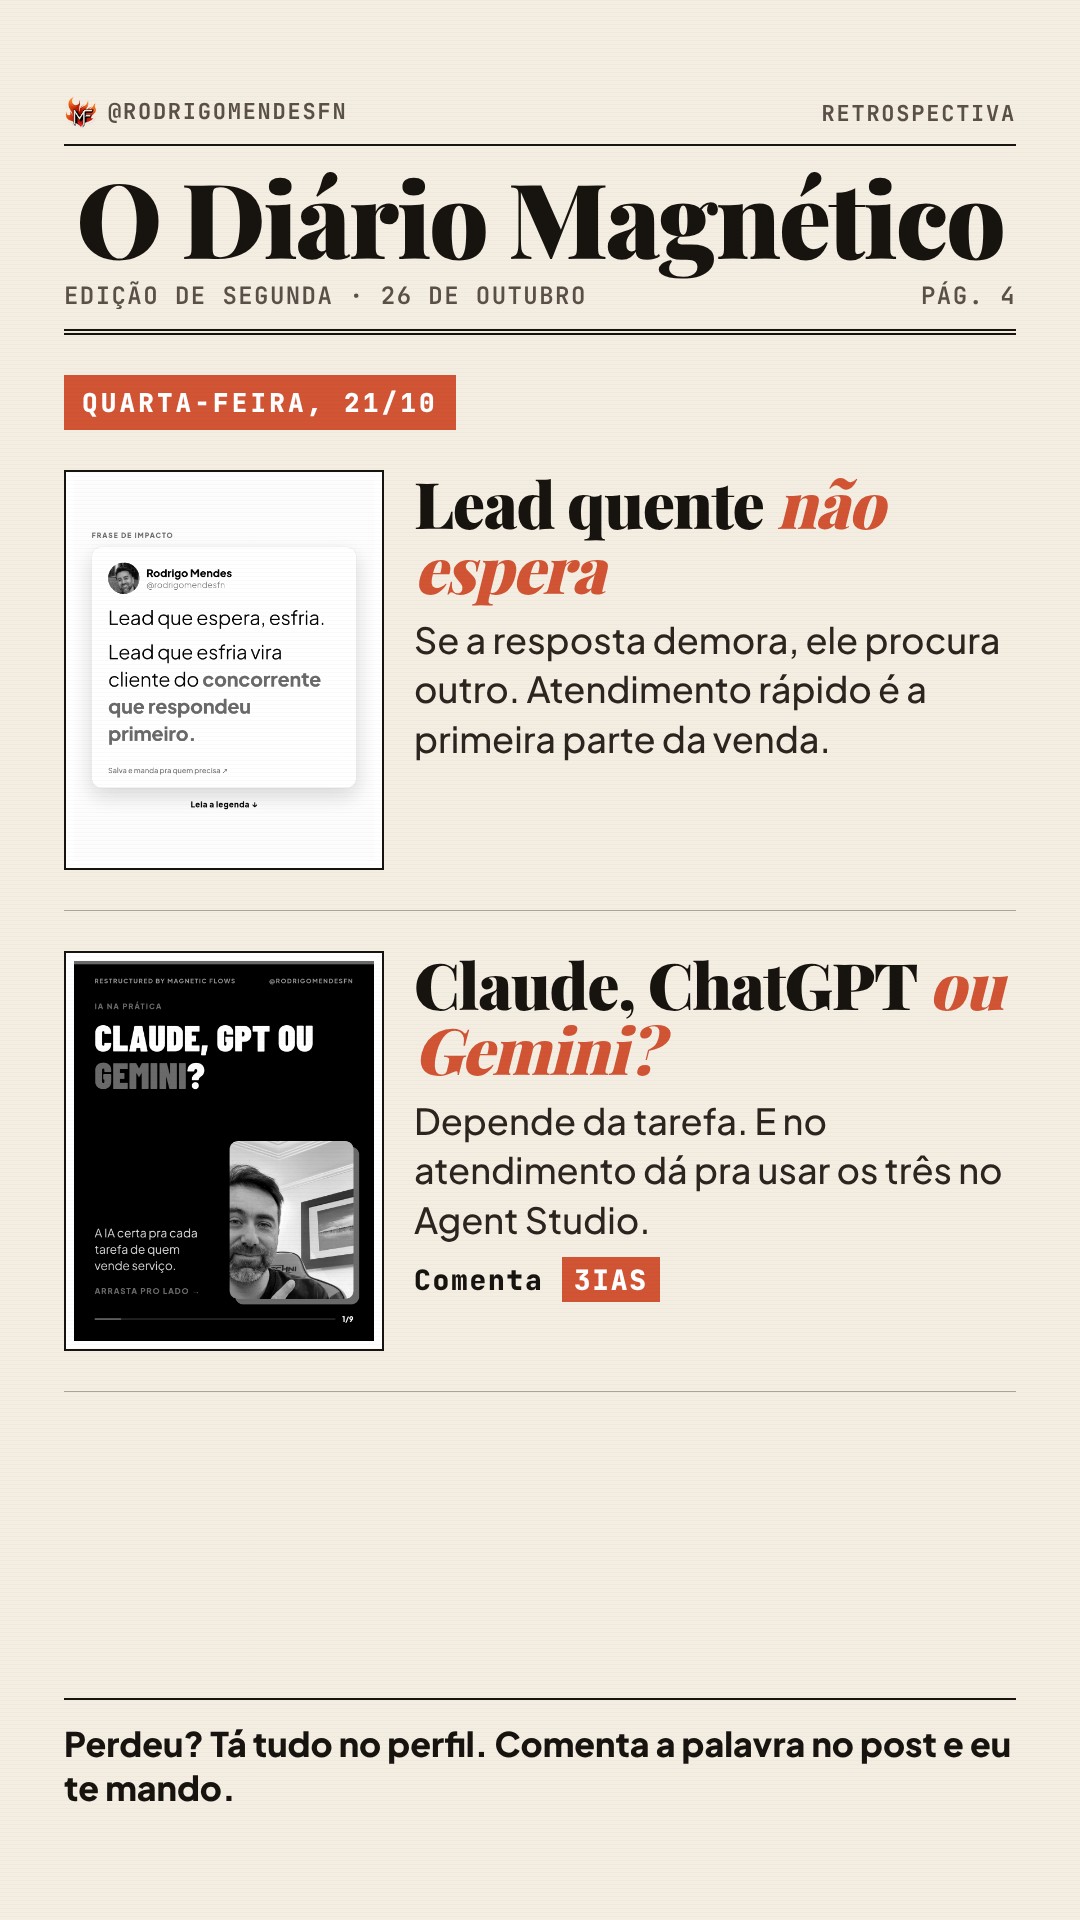 MF @RODRIGOMENDESFN
RETROSPECTIVA
O Diário Magnético
EDIÇÃO DE SEGUNDA · 26 DE OUTUBRO
PÁG. 4
QUARTA-FEIRA, 21/10
FRASE DE IMPACTO
Rodrigo Mendes
@rodrigomendesfn
Lead que espera, esfria.
Lead que esfria vira
cliente do concorrente
que respondeu
primeiro.
Salva e manda pra quem precisa ↗
Leia a legenda ↓
Lead quente não
espera
Se a resposta demora, ele procura
outro. Atendimento rápido é a
primeira parte da venda.
RESTRUCTURED BY MAGNETIC FLOWS
@RODRIGOMENDESFN
IA NA PRÁTICA
CLAUDE, GPT OU
GEMINI?
A IA certa pra cada
tarefa de quem
vende serviço.
ARRASTA PRO LADO →
1/9
Claude, ChatGPT ou
Gemini?
Depende da tarefa. E no
atendimento dá pra usar os três no
Agent Studio.
Comenta 3IAS
Perdeu? Tá tudo no perfil. Comenta a palavra no post e eu
te mando.